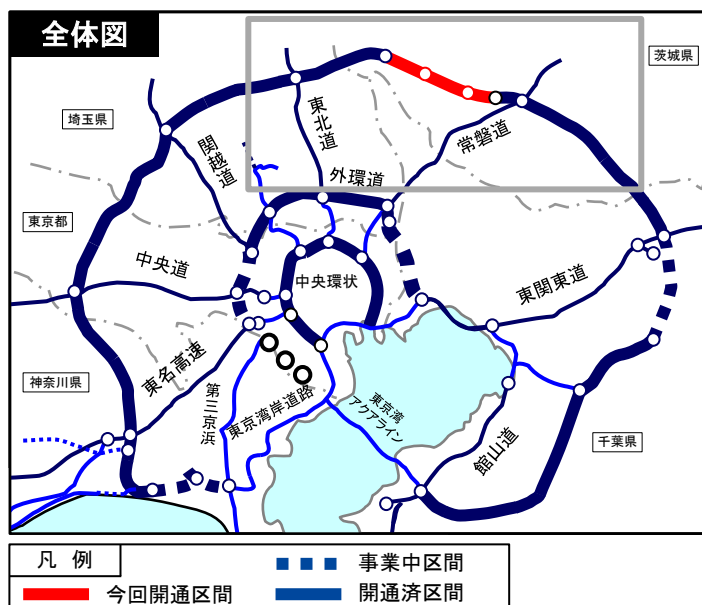 全体図
茨城県
埼玉県
東北道
関越道
常磐道
外環道
東京都
中央道
中央環状
東関東道
東名高速
神奈川県
第三京浜
東京湾岸道路
東京湾
アクアライン
館山道
千葉県
凡 例
事業中区間
今回開通区間
開通済区間